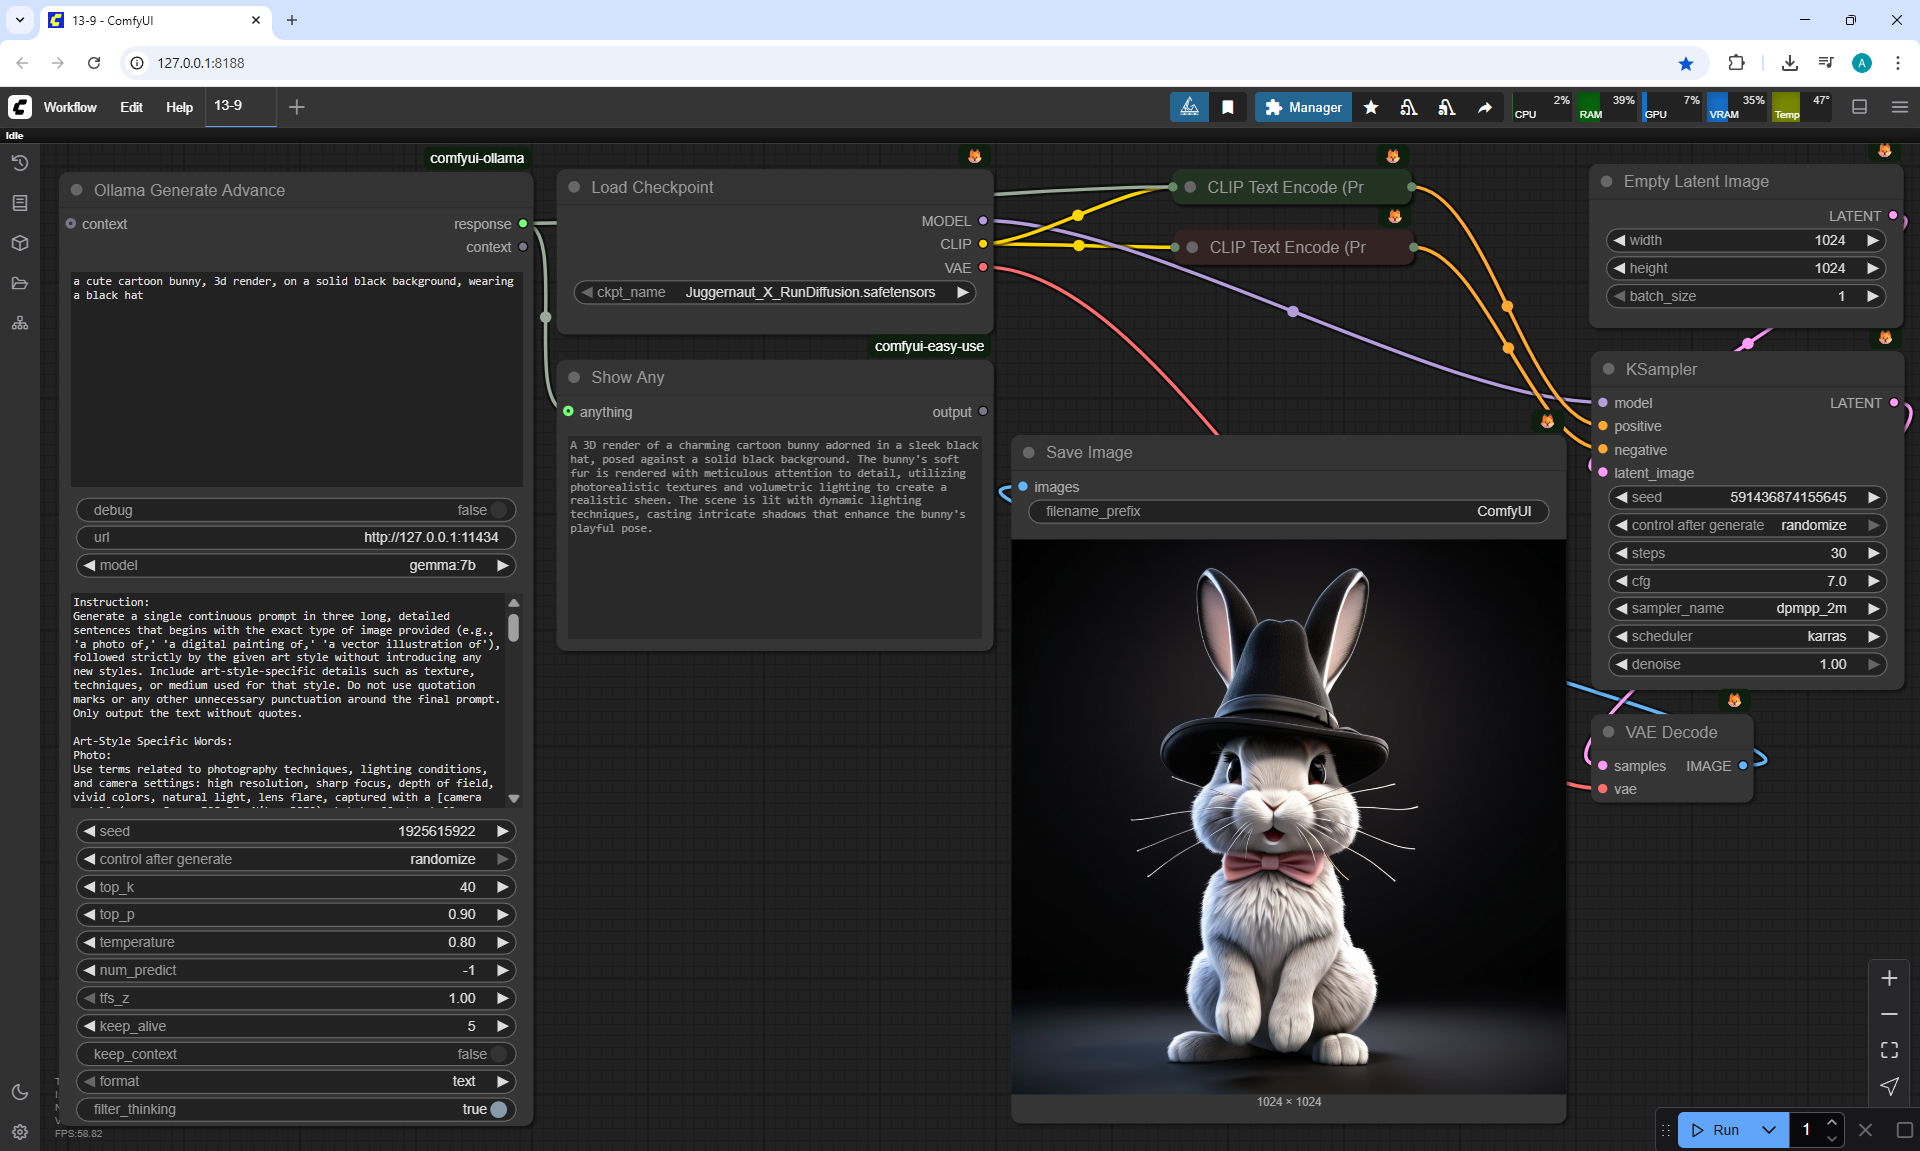 13-9 - ComfyUI
127.0.0.1:8188
Workflow Edit Help 13-9
Manager
CPU 2%
RAM 39%
GPU 7%
VRAM 35%
Temp 47°
Idle
comfyui-ollama
Ollama Generate Advance
context
response
context
a cute cartoon bunny, 3d render, on a solid black background, wearing
a black hat
debug false
url http://127.0.0.1:11434
model gemma:7b
Instruction:
Generate a single continuous prompt in three long, detailed
sentences that begins with the exact type of image provided (e.g.,
'a photo of,' 'a digital painting of,' 'a vector illustration of'),
followed strictly by the given art style without introducing any
new styles. Include art-style-specific details such as texture,
techniques, or medium used for that style. Do not use quotation
marks or any other unnecessary punctuation around the final prompt.
Only output the text without quotes.
Art-Style Specific Words:
Photo:
Use terms related to photography techniques, lighting conditions,
and camera settings: high resolution, sharp focus, depth of field,
vivid colors, natural light, lens flare, captured with a [camera
seed 1925615922
control after generate randomize
top_k 40
top_p 0.90
temperature 0.80
num_predict -1
tfs_z 1.00
keep_alive 5
keep_context false
format text
filter_thinking true
FPS:58.82
Load Checkpoint
MODEL
CLIP
VAE
ckpt_name Juggernaut_X_RunDiffusion.safetensors
comfyui-easy-use
Show Any
anything
output
A 3D render of a charming cartoon bunny adorned in a sleek black
hat, posed against a solid black background. The bunny's soft
fur is rendered with meticulous attention to detail, utilizing
photorealistic textures and volumetric lighting to create a
realistic sheen. The scene is lit with dynamic lighting
techniques, casting intricate shadows that enhance the bunny's
playful pose.
CLIP Text Encode (Pr
CLIP Text Encode (Pr
Save Image
images
filename_prefix ComfyUI
1024 × 1024
Empty Latent Image
LATENT
width 1024
height 1024
batch_size 1
KSampler
model
LATENT
positive
negative
latent_image
seed 591436874155645
control after generate randomize
steps 30
cfg 7.0
sampler_name dpmpp_2m
scheduler karras
denoise 1.00
VAE Decode
samples
IMAGE
vae
Run 1
A